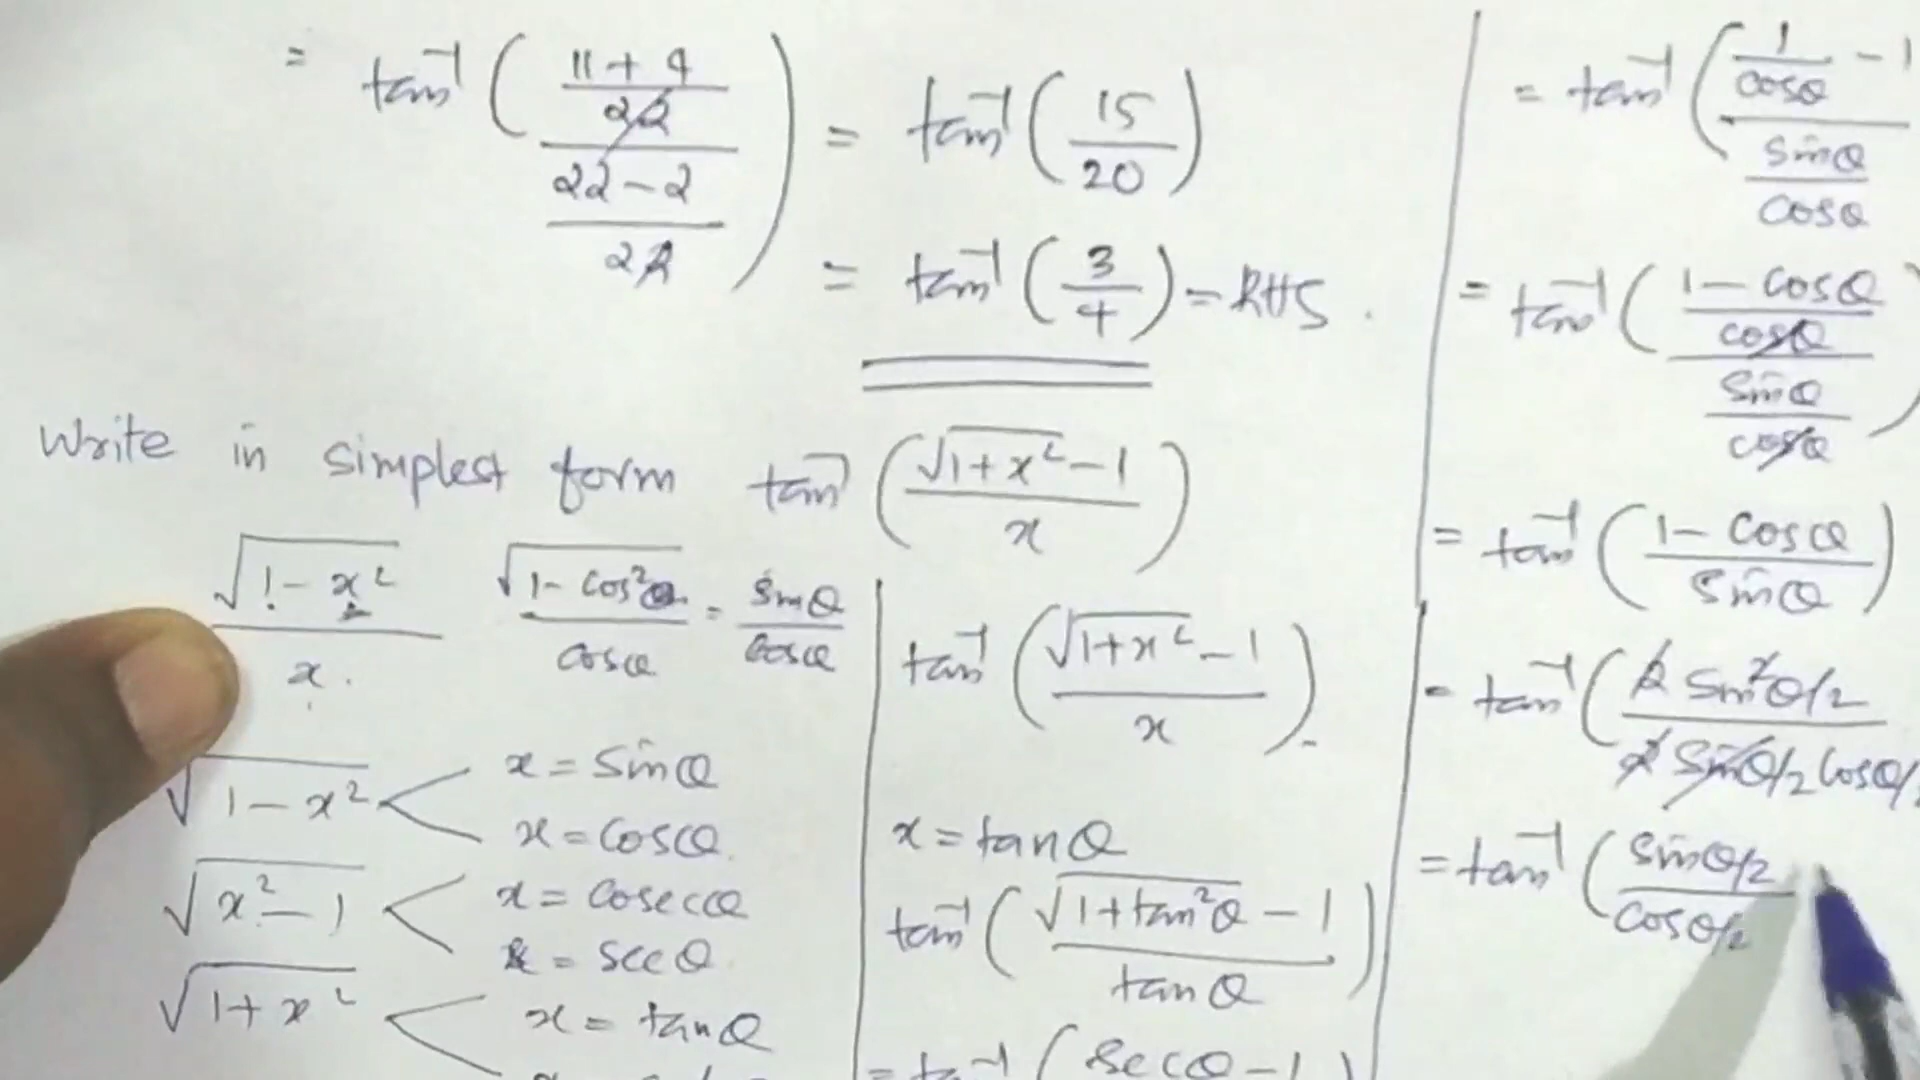 = tan⁻¹ ( (11 + 4)/22 / (22 − 2)/22 ) = tan⁻¹ (15/20)
= tan⁻¹ (3/4) = RHS.
Write in simplest form tan⁻¹ ( (√(1+x²) − 1)/x )
√(1 − x²)/x. √(1 − cos²θ)/cosθ = sinθ/cosθ
√(1 − x²) < x = sinθ
x = cosθ.
√(x² − 1) < x = cosecθ
x = secθ
√(1 + x²) < x = tanθ
tan⁻¹ ( (√(1+x²) − 1)/x ).
x = tanθ
tan⁻¹ ( (√(1+tan²θ) − 1)/tanθ )
= tan⁻¹ ( secθ − 1
= tan⁻¹ ( (1/cosθ − 1)/(sinθ/cosθ)
= tan⁻¹ ( ((1 − cosθ)/cosθ)/(sinθ/cosθ) )
= tan⁻¹ ( (1 − cosθ)/sinθ )
= tan⁻¹ ( 2 sin²θ/2 / 2 sinθ/2 cosθ/2
= tan⁻¹ ( sinθ/2 / cosθ/2